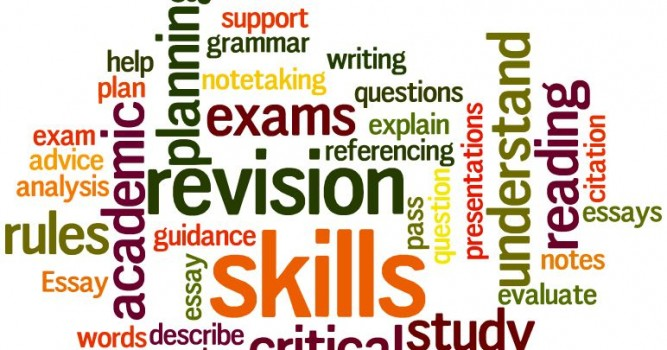 support
planning
grammar
help
writing
plan
notetaking
questions
understand
exams
explain
reading
exam
academic
presentations
citation
referencing
advice
revision
analysis
question
pass
essays
rules
guidance
skills
notes
Essay
essay
evaluate
words
describe
critical
study